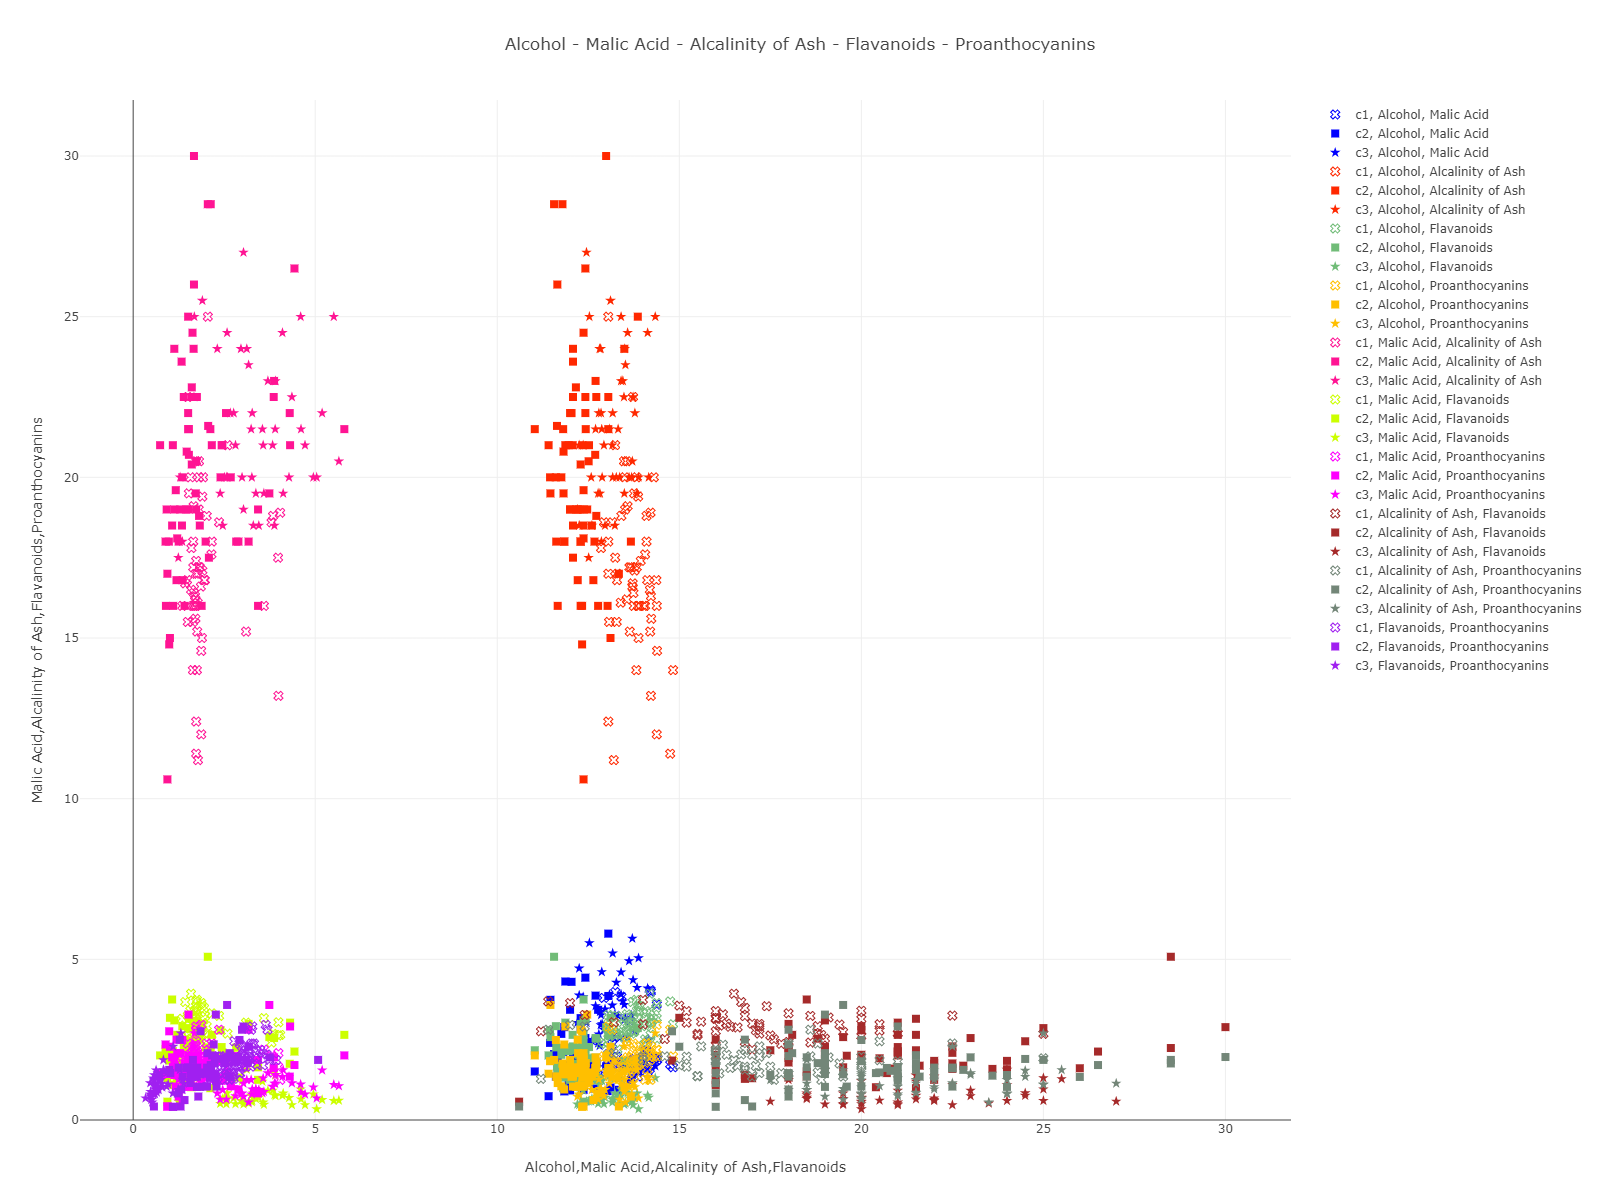 Alcohol - Malic Acid - Alcalinity of Ash - Flavanoids - Proanthocyanins
Malic Acid,Alcalinity of Ash,Flavanoids,Proanthocyanins
30
25
20
15
10
5
0
0 5 10 15 20 25 30
Alcohol,Malic Acid,Alcalinity of Ash,Flavanoids
c1, Alcohol, Malic Acid
c2, Alcohol, Malic Acid
c3, Alcohol, Malic Acid
c1, Alcohol, Alcalinity of Ash
c2, Alcohol, Alcalinity of Ash
c3, Alcohol, Alcalinity of Ash
c1, Alcohol, Flavanoids
c2, Alcohol, Flavanoids
c3, Alcohol, Flavanoids
c1, Alcohol, Proanthocyanins
c2, Alcohol, Proanthocyanins
c3, Alcohol, Proanthocyanins
c1, Malic Acid, Alcalinity of Ash
c2, Malic Acid, Alcalinity of Ash
c3, Malic Acid, Alcalinity of Ash
c1, Malic Acid, Flavanoids
c2, Malic Acid, Flavanoids
c3, Malic Acid, Flavanoids
c1, Malic Acid, Proanthocyanins
c2, Malic Acid, Proanthocyanins
c3, Malic Acid, Proanthocyanins
c1, Alcalinity of Ash, Flavanoids
c2, Alcalinity of Ash, Flavanoids
c3, Alcalinity of Ash, Flavanoids
c1, Alcalinity of Ash, Proanthocyanins
c2, Alcalinity of Ash, Proanthocyanins
c3, Alcalinity of Ash, Proanthocyanins
c1, Flavanoids, Proanthocyanins
c2, Flavanoids, Proanthocyanins
c3, Flavanoids, Proanthocyanins